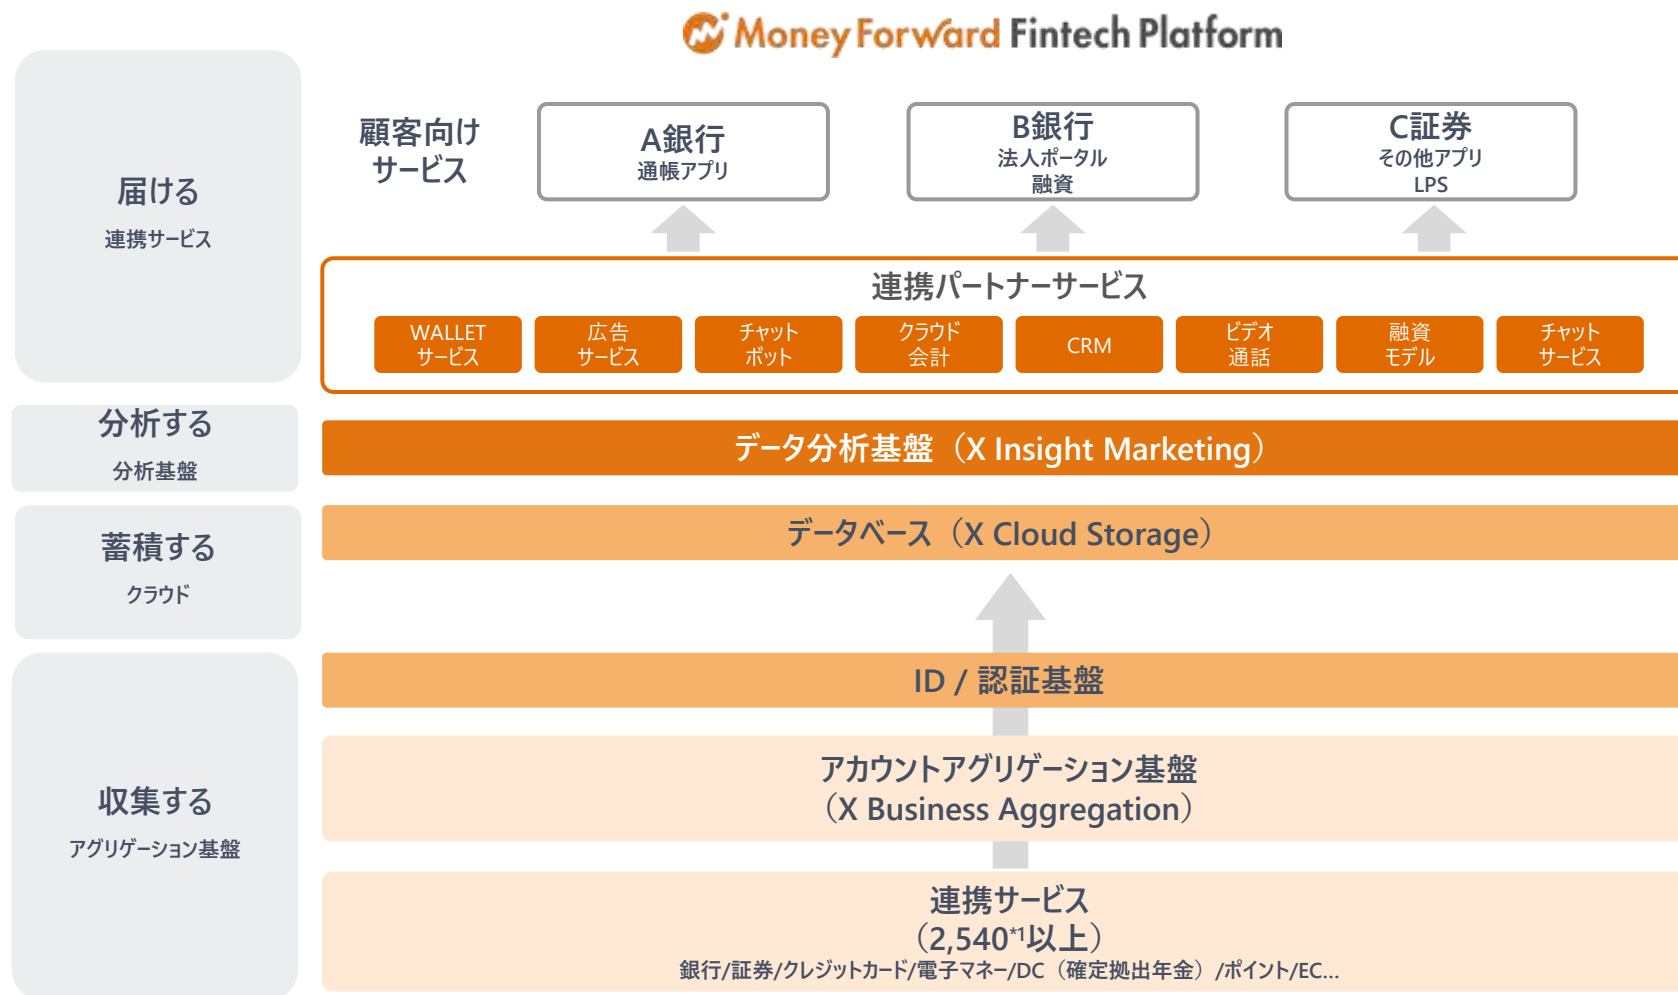 Money Forward Fintech Platform
届ける
連携サービス
顧客向け
サービス
A銀行
通帳アプリ
B銀行
法人ポータル
融資
C証券
その他アプリ
LPS
連携パートナーサービス
WALLET
サービス
広告
サービス
チャット
ボット
クラウド
会計
CRM
ビデオ
通話
融資
モデル
チャット
サービス
分析する
分析基盤
データ分析基盤（X Insight Marketing）
蓄積する
クラウド
データベース（X Cloud Storage）
収集する
アグリゲーション基盤
ID / 認証基盤
アカウントアグリゲーション基盤
（X Business Aggregation）
連携サービス
（2,540*1以上）
銀行/証券/クレジットカード/電子マネー/DC（確定拠出年金）/ポイント/EC...